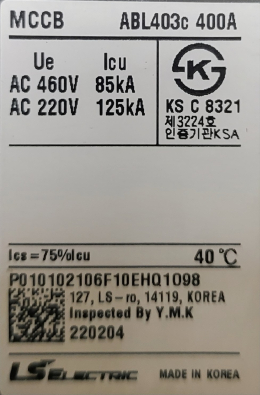 MCCB ABL403c 400A
Ue Icu
AC 460V 85kA
AC 220V 125kA
KS C 8321
제3224호
인증기관KSA
Ics=75%Icu 40℃
P010102106F10EHQ1O98
127, LS-ro, 14119, KOREA
Inspected By Y.M.K
220204
LS ELECTRIC MADE IN KOREA